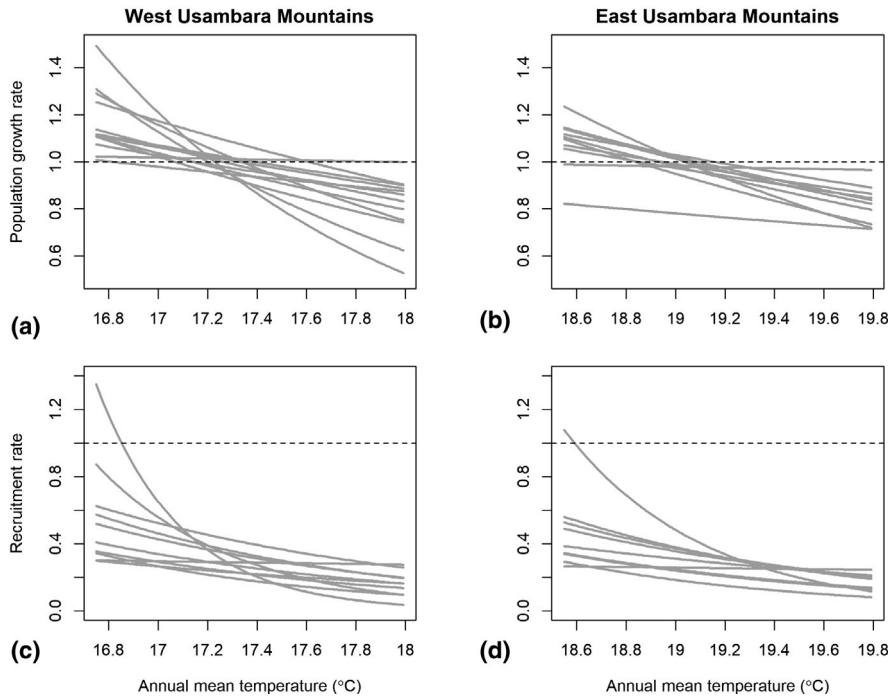 West Usambara Mountains
East Usambara Mountains
Population growth rate
1.4
1.2
1.0
0.8
0.6
16.8 17 17.2 17.4 17.6 17.8 18
(a)
1.4
1.2
1.0
0.8
0.6
18.6 18.8 19 19.2 19.4 19.6 19.8
(b)
Recruitment rate
1.2
0.8
0.4
0.0
16.8 17 17.2 17.4 17.6 17.8 18
(c)
Annual mean temperature (°C)
1.2
0.8
0.4
0.0
18.6 18.8 19 19.2 19.4 19.6 19.8
(d)
Annual mean temperature (°C)